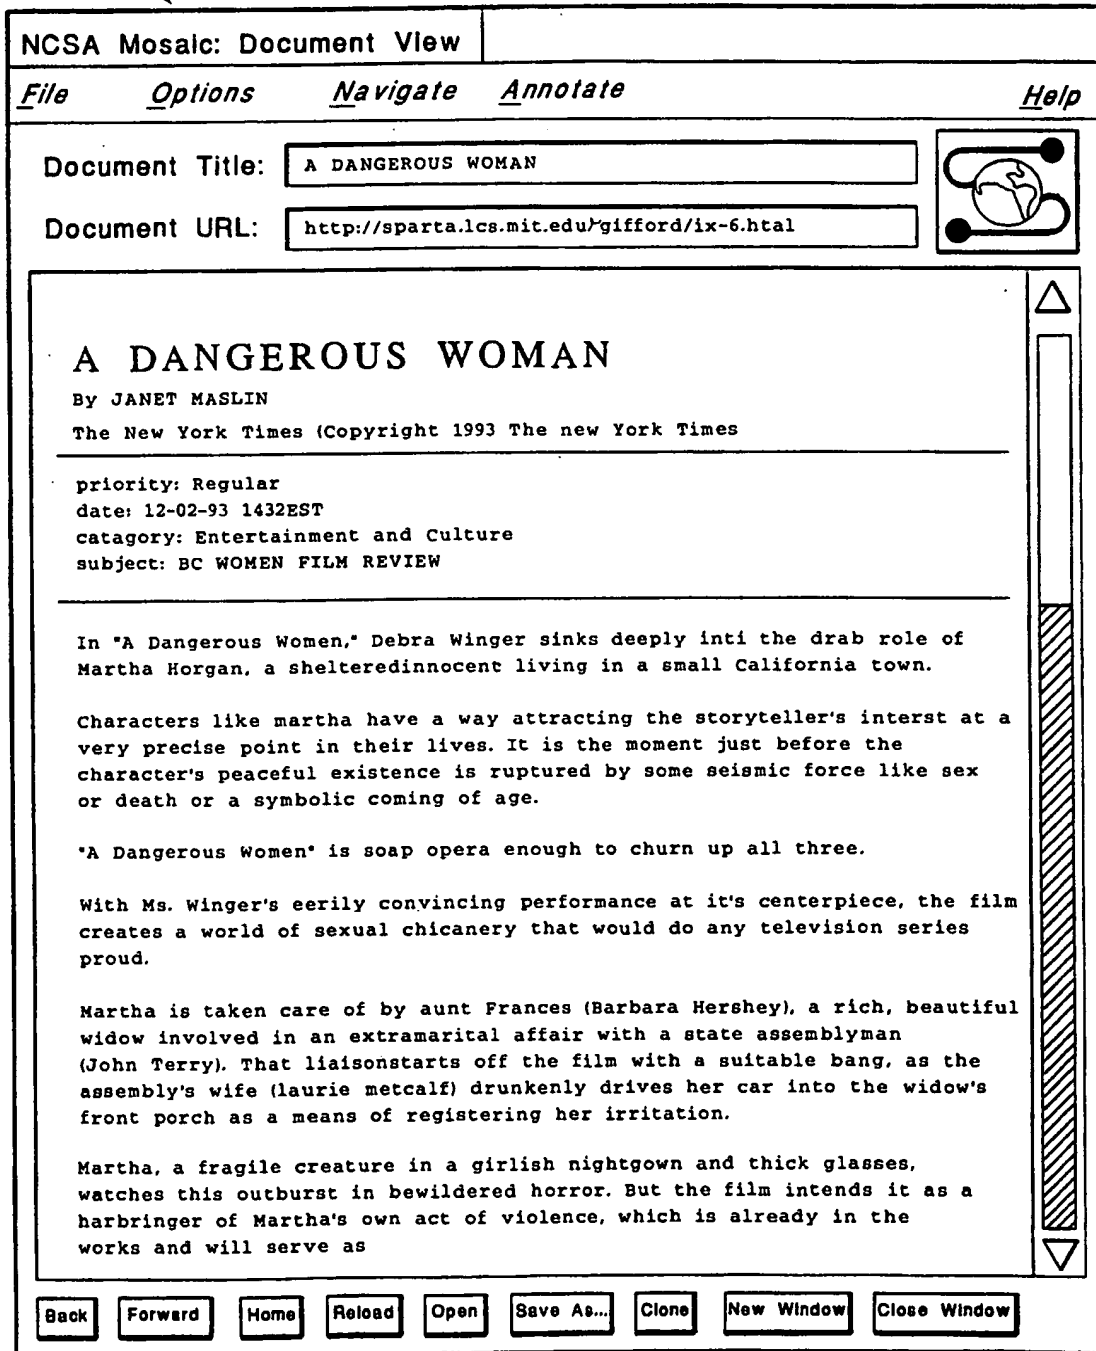 NCSA Mosaic: Document View
File Options Navigate Annotate Help
Document Title: A DANGEROUS WOMAN
Document URL: http://sparta.lcs.mit.edu/~gifford/ix-6.htal
A DANGEROUS WOMAN
By JANET MASLIN
The New York Times (Copyright 1993 The new York Times
priority: Regular
date: 12-02-93 1432EST
catagory: Entertainment and Culture
subject: BC WOMEN FILM REVIEW
In "A Dangerous Women," Debra Winger sinks deeply inti the drab role of
Martha Horgan, a shelteredinnocent living in a small California town.
Characters like martha have a way attracting the storyteller's interst at a
very precise point in their lives. It is the moment just before the
character's peaceful existence is ruptured by some seismic force like sex
or death or a symbolic coming of age.
"A Dangerous Women" is soap opera enough to churn up all three.
With Ms. Winger's eerily convincing performance at it's centerpiece, the film
creates a world of sexual chicanery that would do any television series
proud.
Martha is taken care of by aunt Frances (Barbara Hershey), a rich, beautiful
widow involved in an extramarital affair with a state assemblyman
(John Terry). That liaisonstarts off the film with a suitable bang, as the
assembly's wife (laurie metcalf) drunkenly drives her car into the widow's
front porch as a means of registering her irritation.
Martha, a fragile creature in a girlish nightgown and thick glasses,
watches this outburst in bewildered horror. But the film intends it as a
harbringer of Martha's own act of violence, which is already in the
works and will serve as
Back Forward Home Reload Open Save As... Clone New Window Close Window